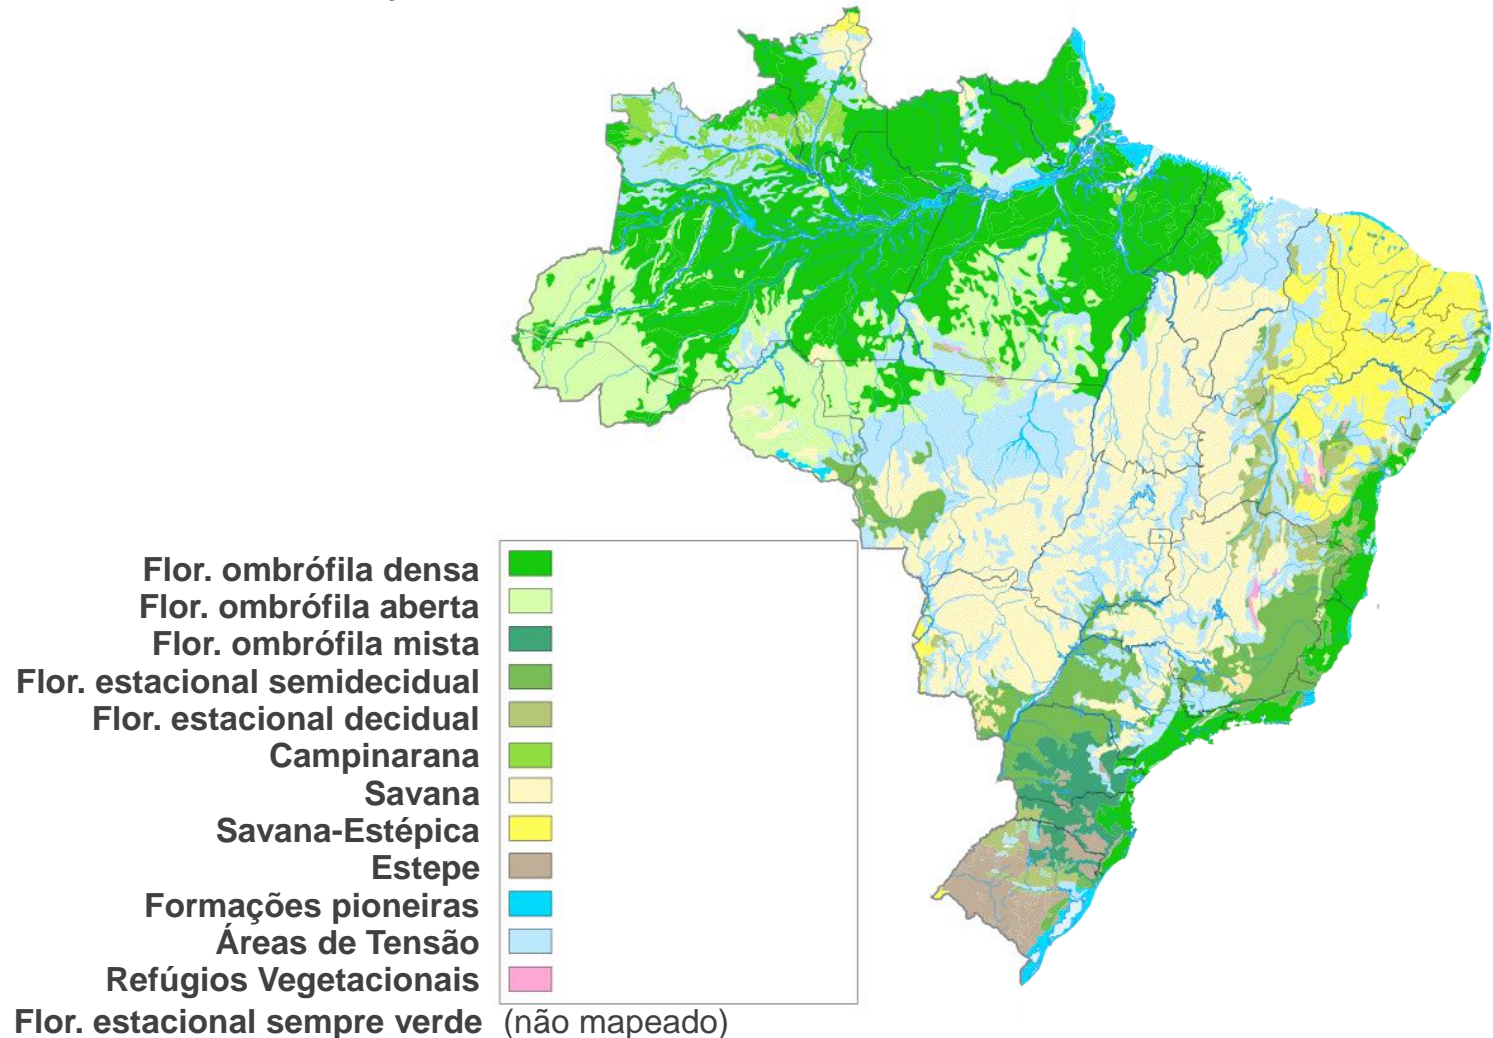 Flor. ombrófila densa
Flor. ombrófila aberta
Flor. ombrófila mista
Flor. estacional semidecidual
Flor. estacional decidual
Campinarana
Savana
Savana-Estépica
Estepe
Formações pioneiras
Áreas de Tensão
Refúgios Vegetacionais
Flor. estacional sempre verde (não mapeado)